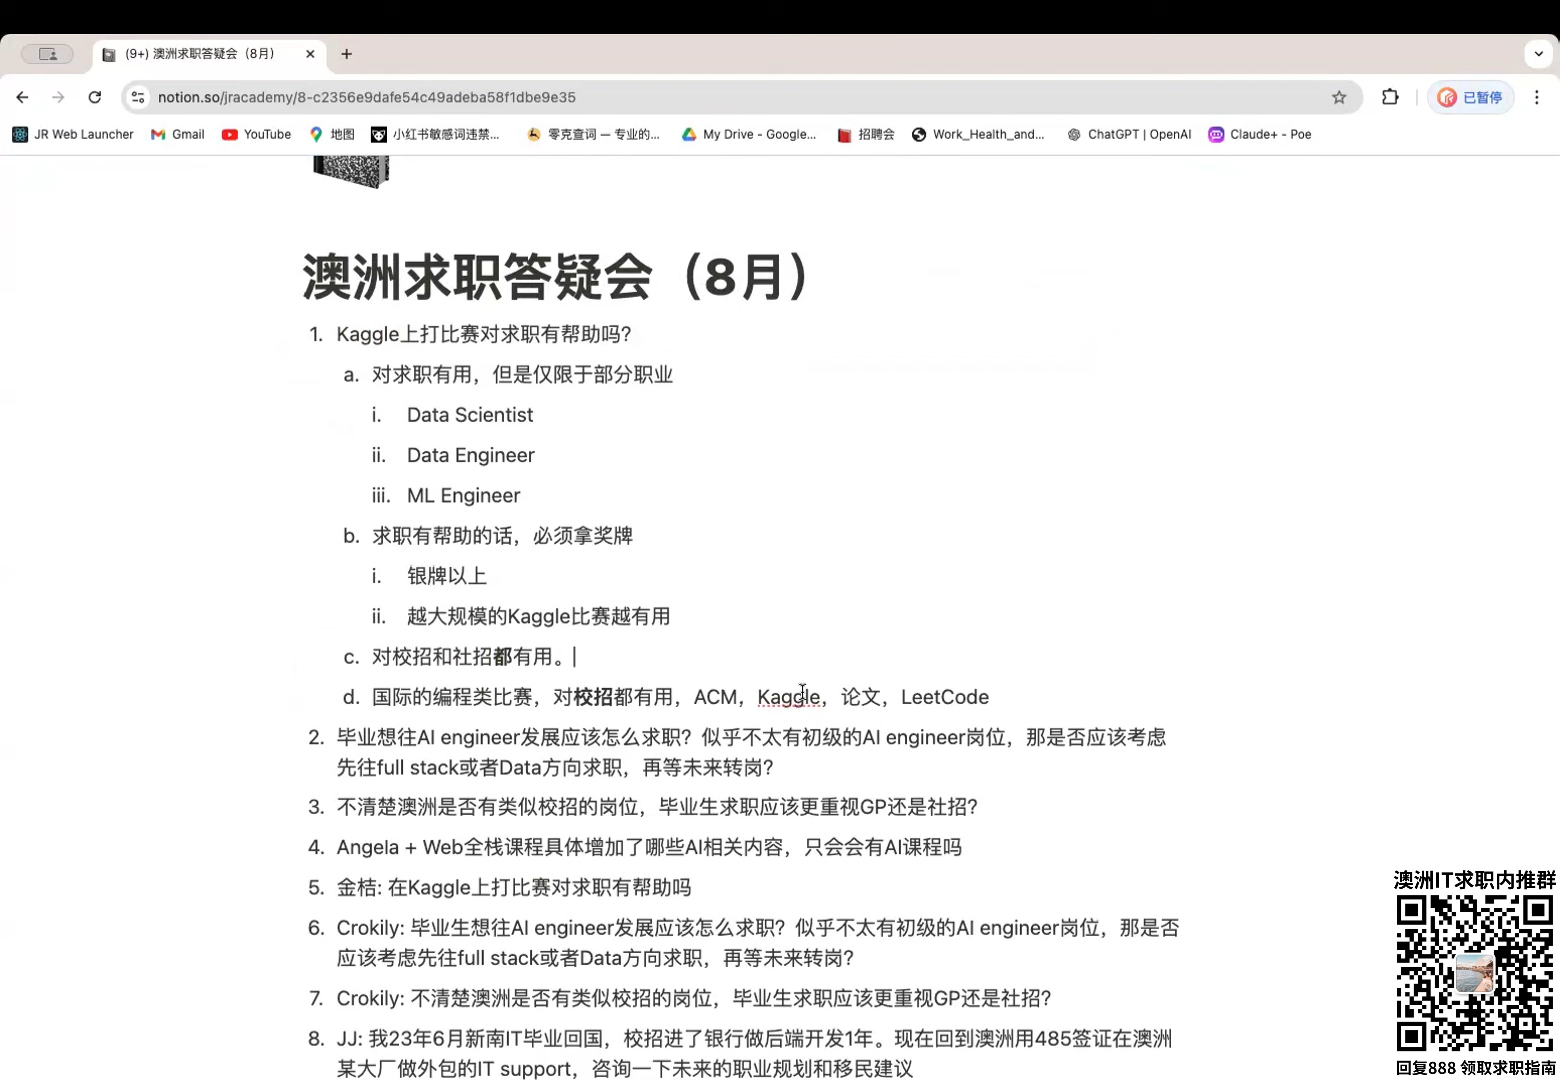 (9+) 澳洲求职答疑会（8月）
notion.so/jracademy/8-c2356e9dafe54c49adeba58f1dbe9e35
已暂停
JR Web Launcher
Gmail
YouTube
地图
小红书敏感词违禁...
零克查词 — 专业的...
My Drive - Google...
招聘会
Work_Health_and...
ChatGPT | OpenAI
Claude+ - Poe
澳洲求职答疑会（8月）
1. Kaggle上打比赛对求职有帮助吗?
a. 对求职有用，但是仅限于部分职业
i. Data Scientist
ii. Data Engineer
iii. ML Engineer
b. 求职有帮助的话，必须拿奖牌
i. 银牌以上
ii. 越大规模的Kaggle比赛越有用
c. 对校招和社招都有用。
d. 国际的编程类比赛，对校招都有用，ACM，Kaggle，论文，LeetCode
2. 毕业想往AI engineer发展应该怎么求职？似乎不太有初级的AI engineer岗位，那是否应该考虑
先往full stack或者Data方向求职，再等未来转岗?
3. 不清楚澳洲是否有类似校招的岗位，毕业生求职应该更重视GP还是社招?
4. Angela + Web全栈课程具体增加了哪些AI相关内容，只会会有AI课程吗
5. 金桔: 在Kaggle上打比赛对求职有帮助吗
6. Crokily: 毕业生想往AI engineer发展应该怎么求职？似乎不太有初级的AI engineer岗位，那是否
应该考虑先往full stack或者Data方向求职，再等未来转岗?
7. Crokily: 不清楚澳洲是否有类似校招的岗位，毕业生求职应该更重视GP还是社招?
8. JJ: 我23年6月新南IT毕业回国，校招进了银行做后端开发1年。现在回到澳洲用485签证在澳洲
某大厂做外包的IT support，咨询一下未来的职业规划和移民建议
澳洲IT求职内推群
回复888 领取求职指南